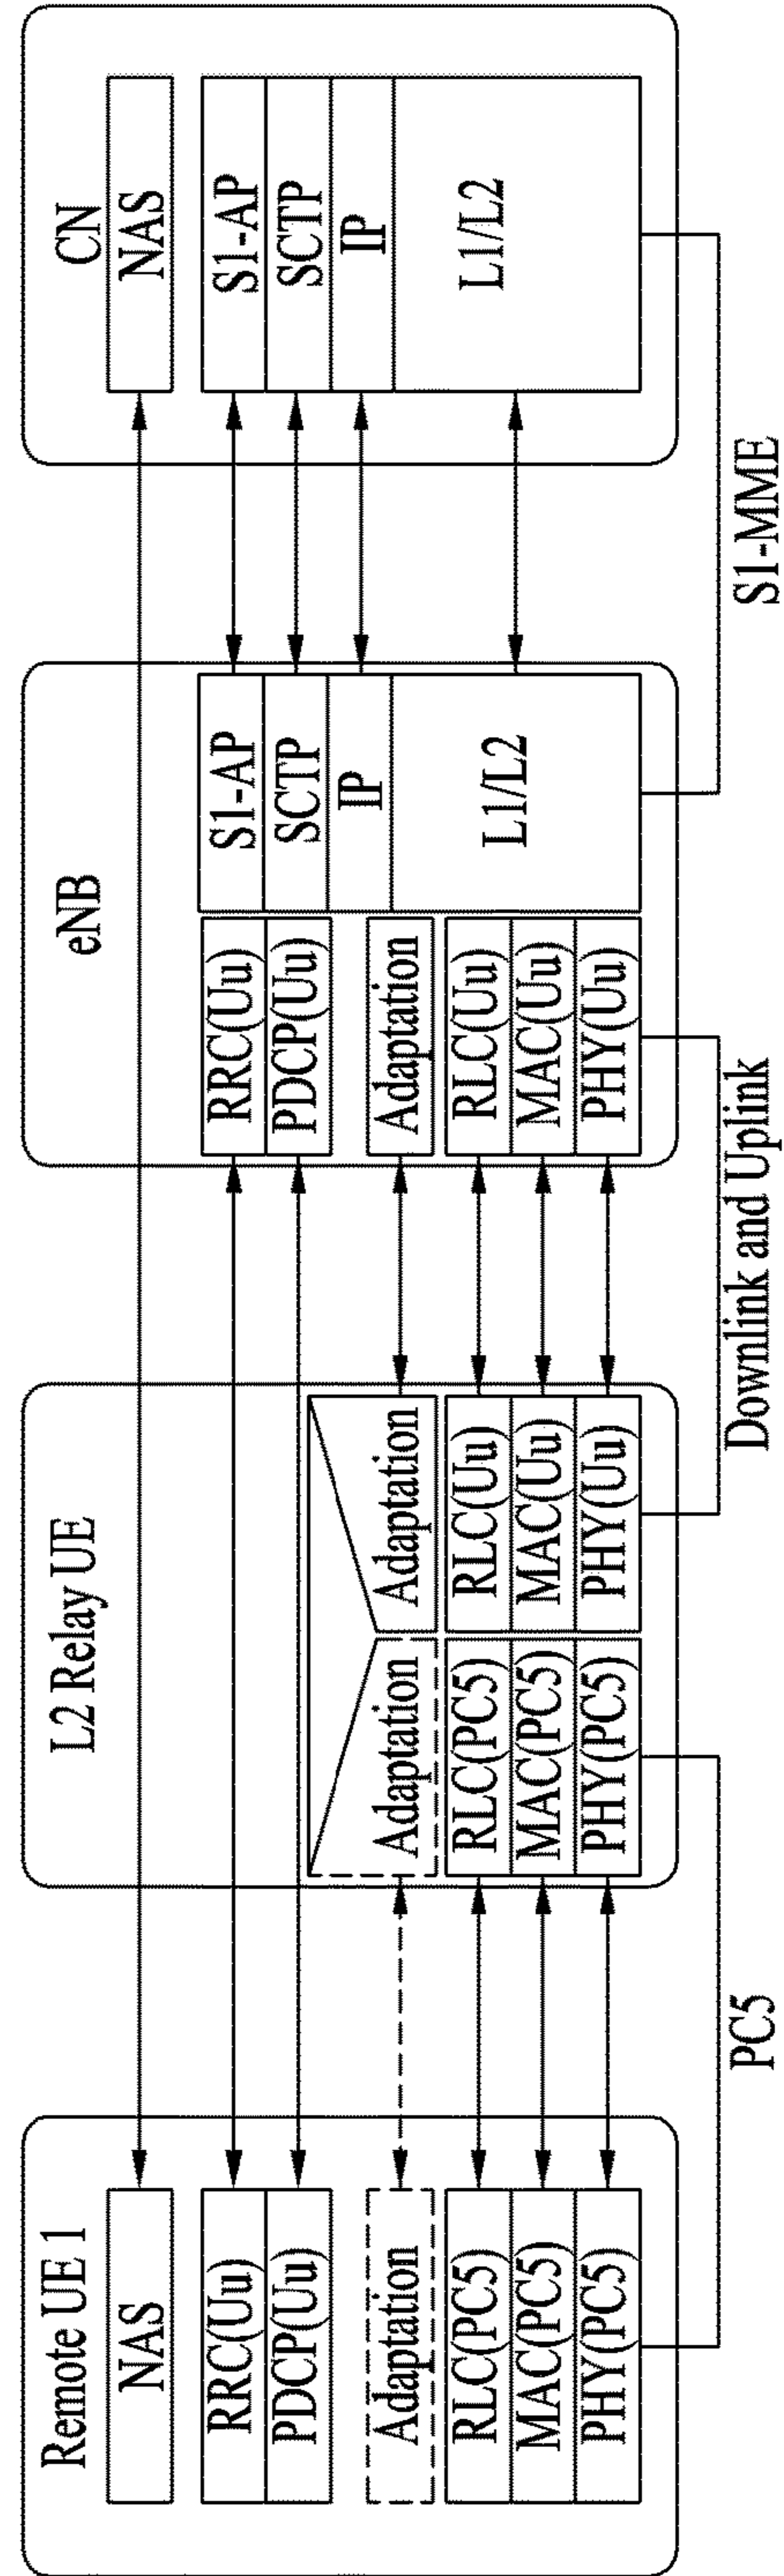 Remote UE 1
NAS
RRC(Uu)
PDCP(Uu)
Adaptation
RLC(PC5)
MAC(PC5)
PHY(PC5)
PC5
L2 Relay UE
Adaptation
RLC(PC5)
MAC(PC5)
PHY(PC5)
Adaptation
RLC(Uu)
MAC(Uu)
PHY(Uu)
Downlink and Uplink
eNB
RRC(Uu)
PDCP(Uu)
Adaptation
RLC(Uu)
MAC(Uu)
PHY(Uu)
S1-AP
SCTP
IP
L1/L2
S1-MME
CN
NAS
S1-AP
SCTP
IP
L1/L2